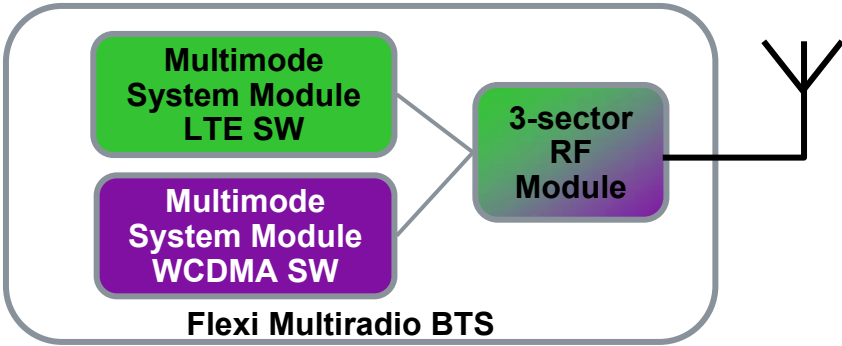 Multimode
System Module
LTE SW
3-sector
RF
Module
Multimode
System Module
WCDMA SW
Flexi Multiradio BTS